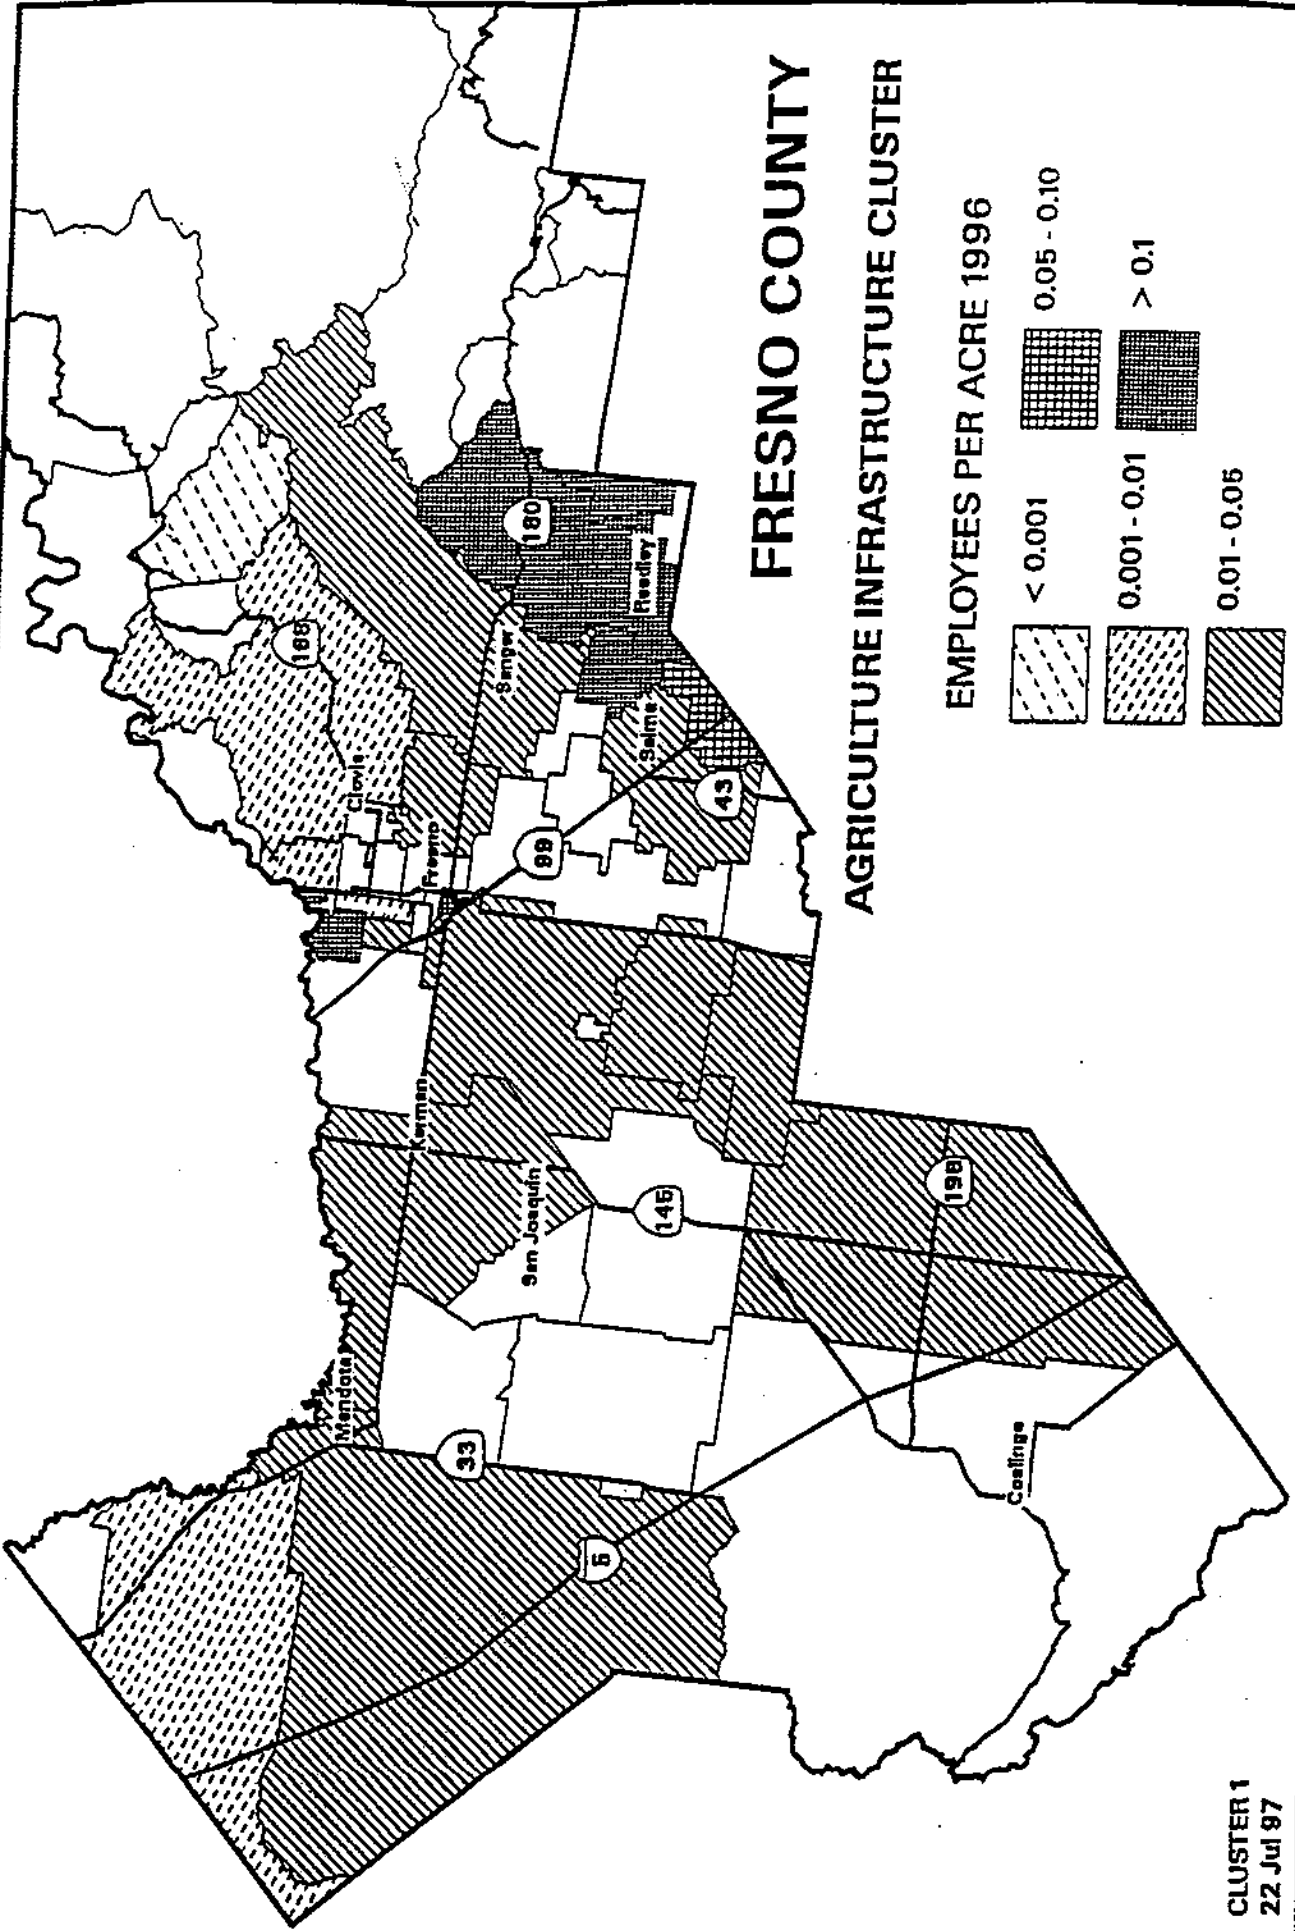 FRESNO COUNTY
AGRICULTURE INFRASTRUCTURE CLUSTER
EMPLOYEES PER ACRE 1996
< 0.001
0.001 - 0.01
0.01 - 0.05
0.05 - 0.10
> 0.1
168
180
Clovis
Fresno
Sanger
Reedley
Selma
99
43
Kerman
San Joaquin
145
Mendota
33
5
198
Coalinga
CLUSTER 1
22 Jul 97